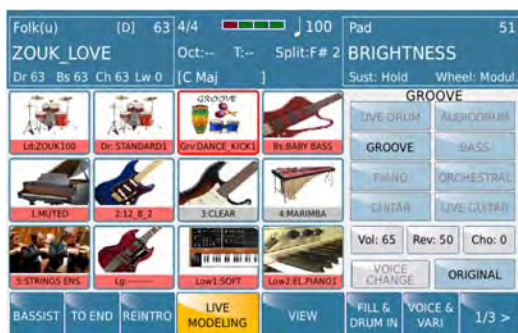 Folk(u) [D] 63
ZOUK_LOVE
Dr 63 Bs 63 Ch 63 Lw 0
4/4 100
Oct:-- T:-- Split:F# 2
[C Maj ]
Pad 51
BRIGHTNESS
Sust: Hold Wheel: Modul.
GROOVE
Lrt:ZOUK100
Dr: STANDARD1
Grv:DANCE_KICK1
Bs:BABY BASS
1:MUTED
2:12_8_2
3:CLEAR
4:MARIMBA
5:STRINGS ENS
Lg:--------
Low1:SOFT
Low2:EL.PIANO1
GROOVE
LIVE DRUM
AUDIODRUM
GROOVE
BASS
PIANO
ORCHESTRAL
GUITAR
LIVE GUITAR
Vol: 65
Rev: 50
Cho: 0
VOICE
CHANGE
ORIGINAL
BASSIST
TO END
REINTRO
LIVE
MODELING
VIEW
FILL &
DRUM IN
VOICE &
VARI
1/3 >